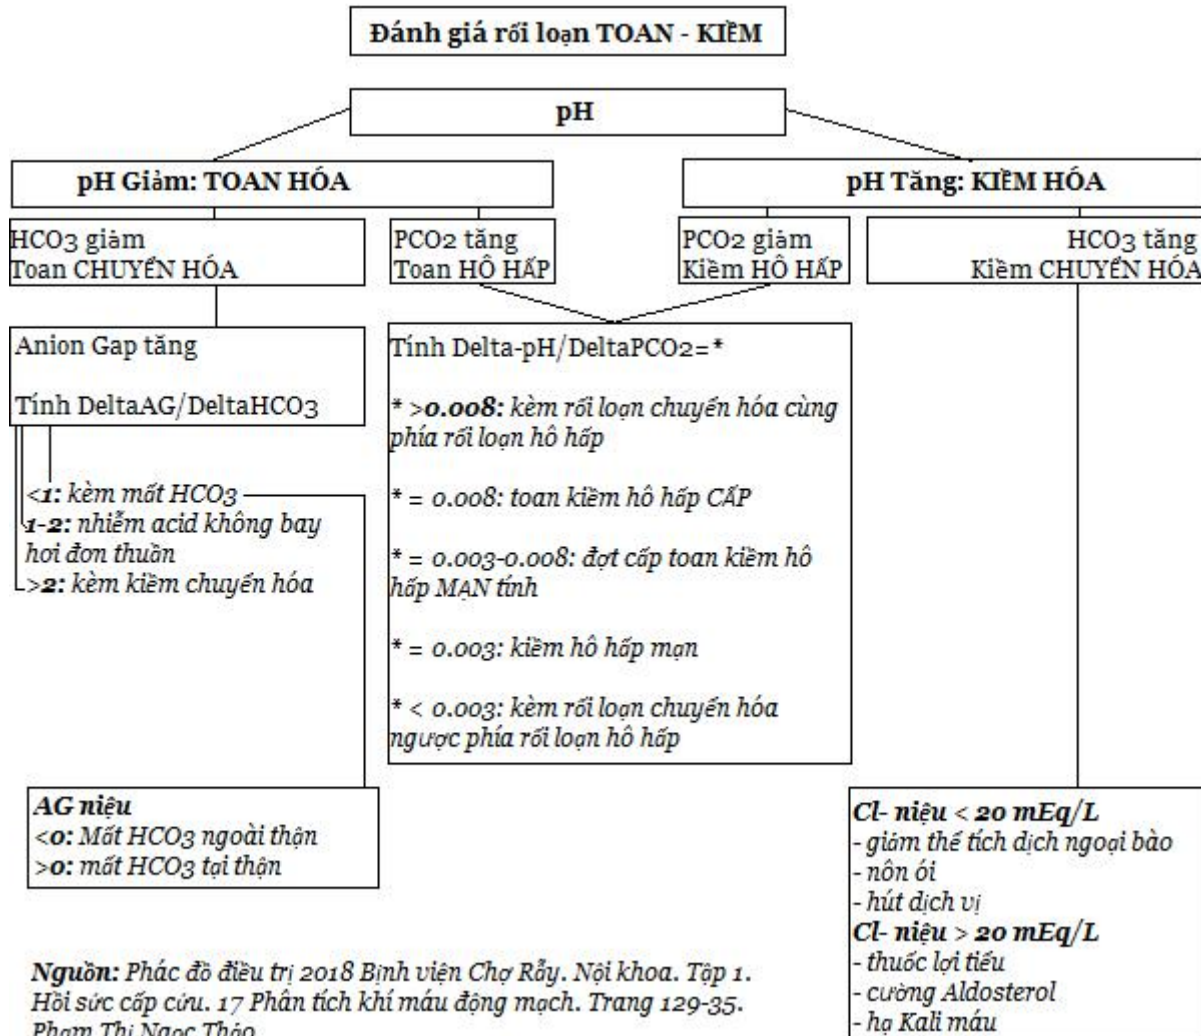 Đánh giá rối loạn TOAN - KIỀM
pH
pH Giảm: TOAN HÓA
pH Tăng: KIỀM HÓA
HCO3 giảm
Toan CHUYỂN HÓA
PCO2 tăng
Toan HÔ HẤP
PCO2 giảm
Kiềm HÔ HẤP
HCO3 tăng
Kiềm CHUYỂN HÓA
Anion Gap tăng
Tính DeltaAG/DeltaHCO3
<1: kèm mất HCO3
1-2: nhiễm acid không bay
hơi đơn thuần
>2: kèm kiềm chuyển hóa
Tính Delta-pH/DeltaPCO2=*
* >0.008: kèm rối loạn chuyển hóa cùng
phía rối loạn hô hấp
* = 0.008: toan kiềm hô hấp CẤP
* = 0.003-0.008: đợt cấp toan kiềm hô
hấp MẠN tính
* = 0.003: kiềm hô hấp mạn
* < 0.003: kèm rối loạn chuyển hóa
ngược phía rối loạn hô hấp
AG niệu
<0: Mất HCO3 ngoài thận
>0: mất HCO3 tại thận
Cl- niệu < 20 mEq/L
- giảm thể tích dịch ngoại bào
- nôn ói
- hút dịch vị
Cl- niệu > 20 mEq/L
- thuốc lợi tiểu
- cường Aldosterol
- hạ Kali máu
Nguồn: Phác đồ điều trị 2018 Bịnh viện Chợ Rẫy. Nội khoa. Tập 1.
Hồi sức cấp cứu. 17 Phân tích khí máu động mạch. Trang 129-35.
Phạm Thị Ngọc Thảo